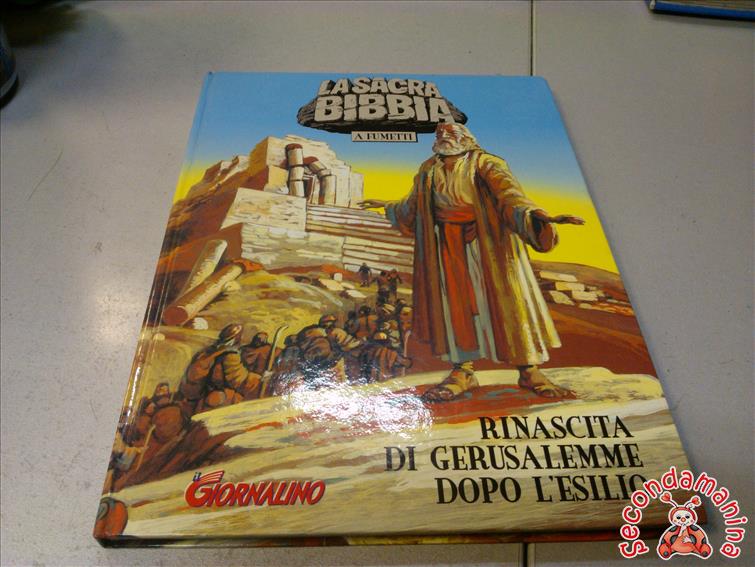 LA SACRA
BIBBIA
A FUMETTI
RINASCITA
DI GERUSALEMME
DOPO L'ESILIO
il
GIORNALINO
secondamanina